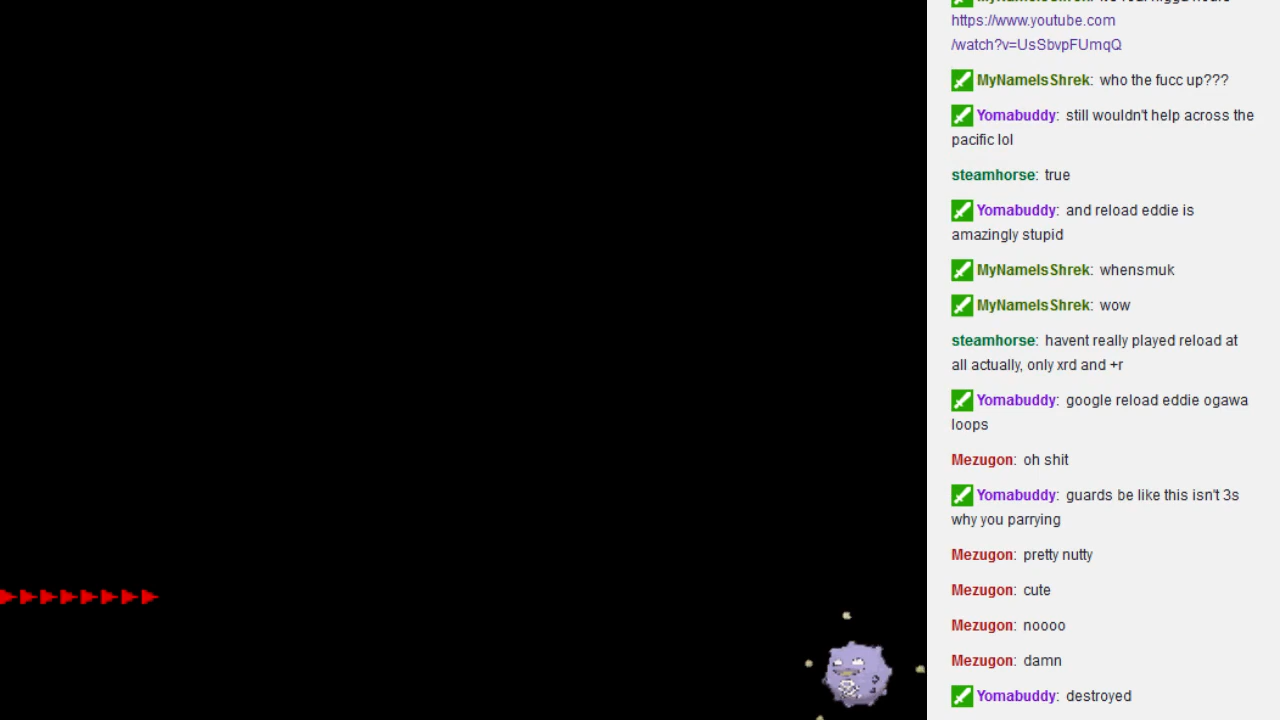 https://www.youtube.com
/watch?v=UsSbvpFUmqQ
MyNameIsShrek: who the fucc up???
Yomabuddy: still wouldn't help across the
pacific lol
steamhorse: true
Yomabuddy: and reload eddie is
amazingly stupid
MyNameIsShrek: whensmuk
MyNameIsShrek: wow
steamhorse: havent really played reload at
all actually, only xrd and +r
Yomabuddy: google reload eddie ogawa
loops
Mezugon: oh shit
Yomabuddy: guards be like this isn't 3s
why you parrying
Mezugon: pretty nutty
Mezugon: cute
Mezugon: noooo
Mezugon: damn
Yomabuddy: destroyed